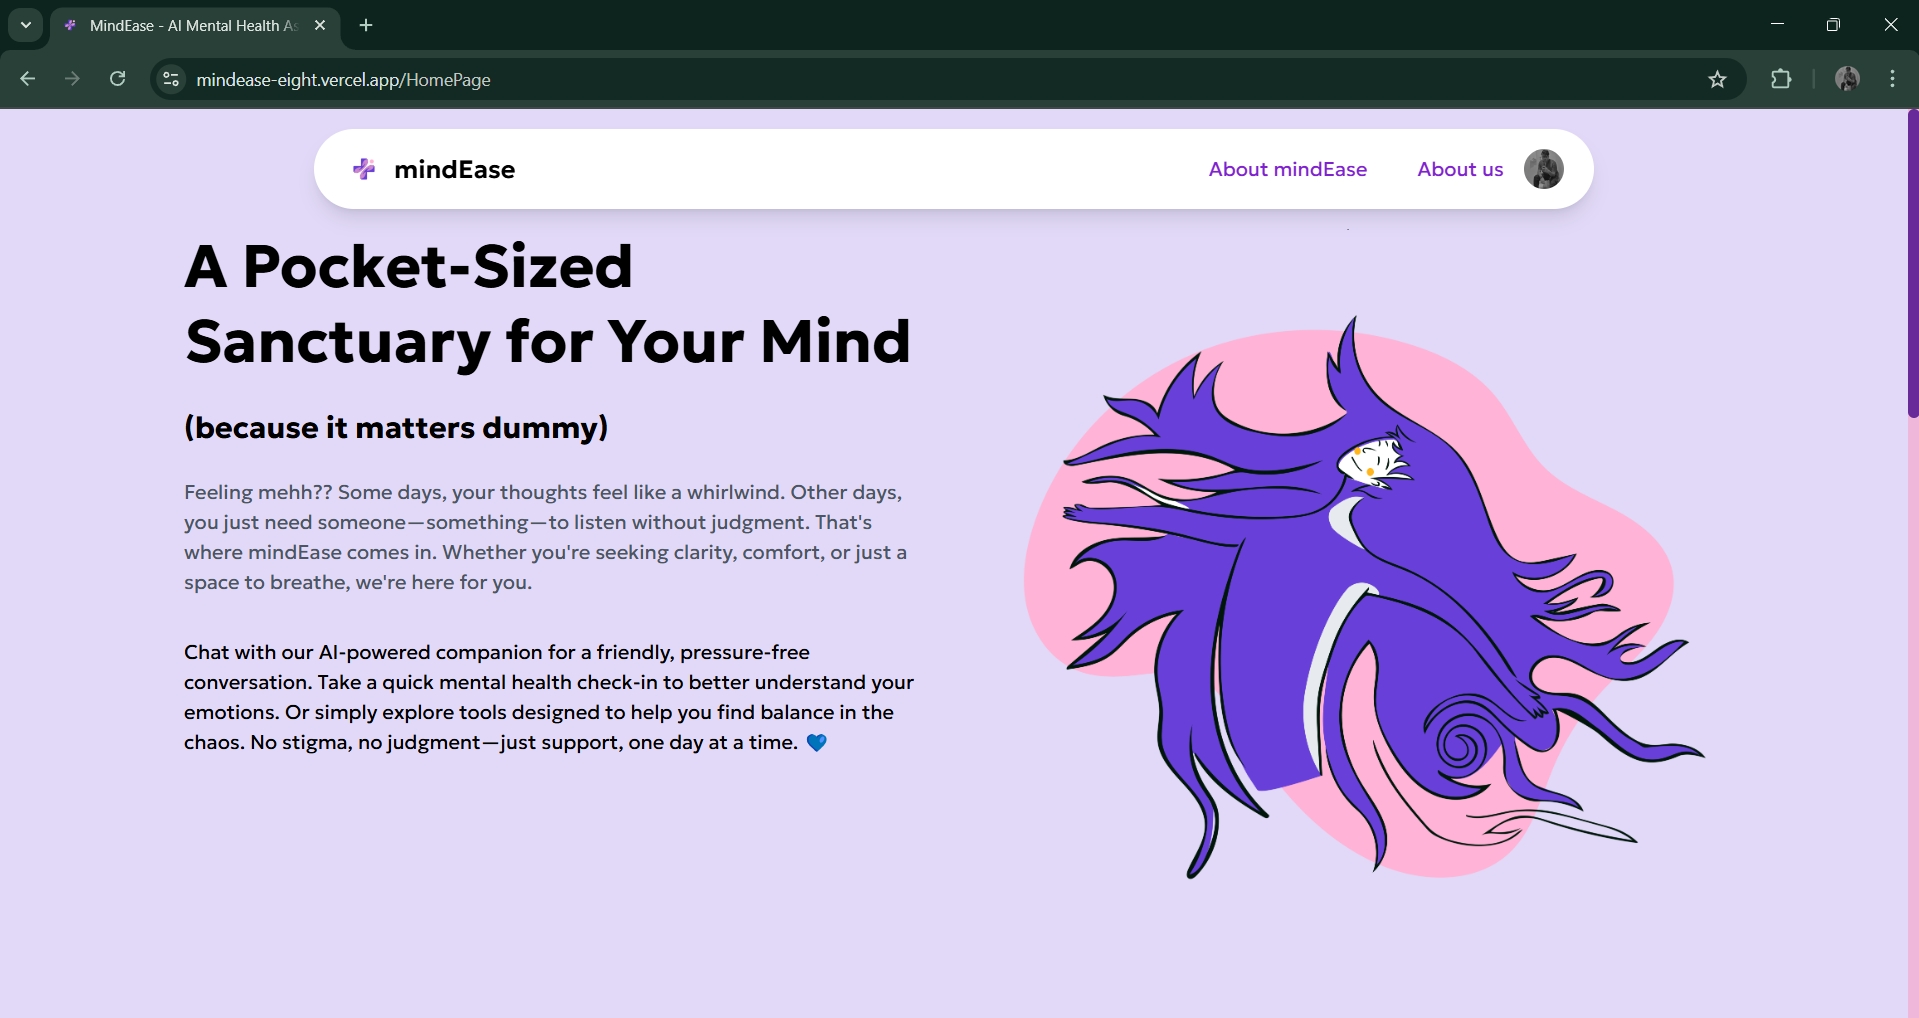 MindEase - AI Mental Health As
mindease-eight.vercel.app/HomePage
mindEase
About mindEase
About us
A Pocket-Sized
Sanctuary for Your Mind
(because it matters dummy)
Feeling mehh?? Some days, your thoughts feel like a whirlwind. Other days,
you just need someone—something—to listen without judgment. That's
where mindEase comes in. Whether you're seeking clarity, comfort, or just a
space to breathe, we're here for you.
Chat with our AI-powered companion for a friendly, pressure-free
conversation. Take a quick mental health check-in to better understand your
emotions. Or simply explore tools designed to help you find balance in the
chaos. No stigma, no judgment—just support, one day at a time. 💙